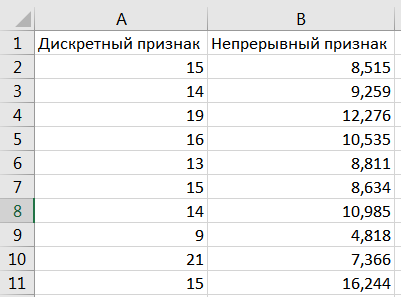 A B
1 Дискретный признак Непрерывный признак
2 15 8,515
3 14 9,259
4 19 12,276
5 16 10,535
6 13 8,811
7 15 8,634
8 14 10,985
9 9 4,818
10 21 7,366
11 15 16,244